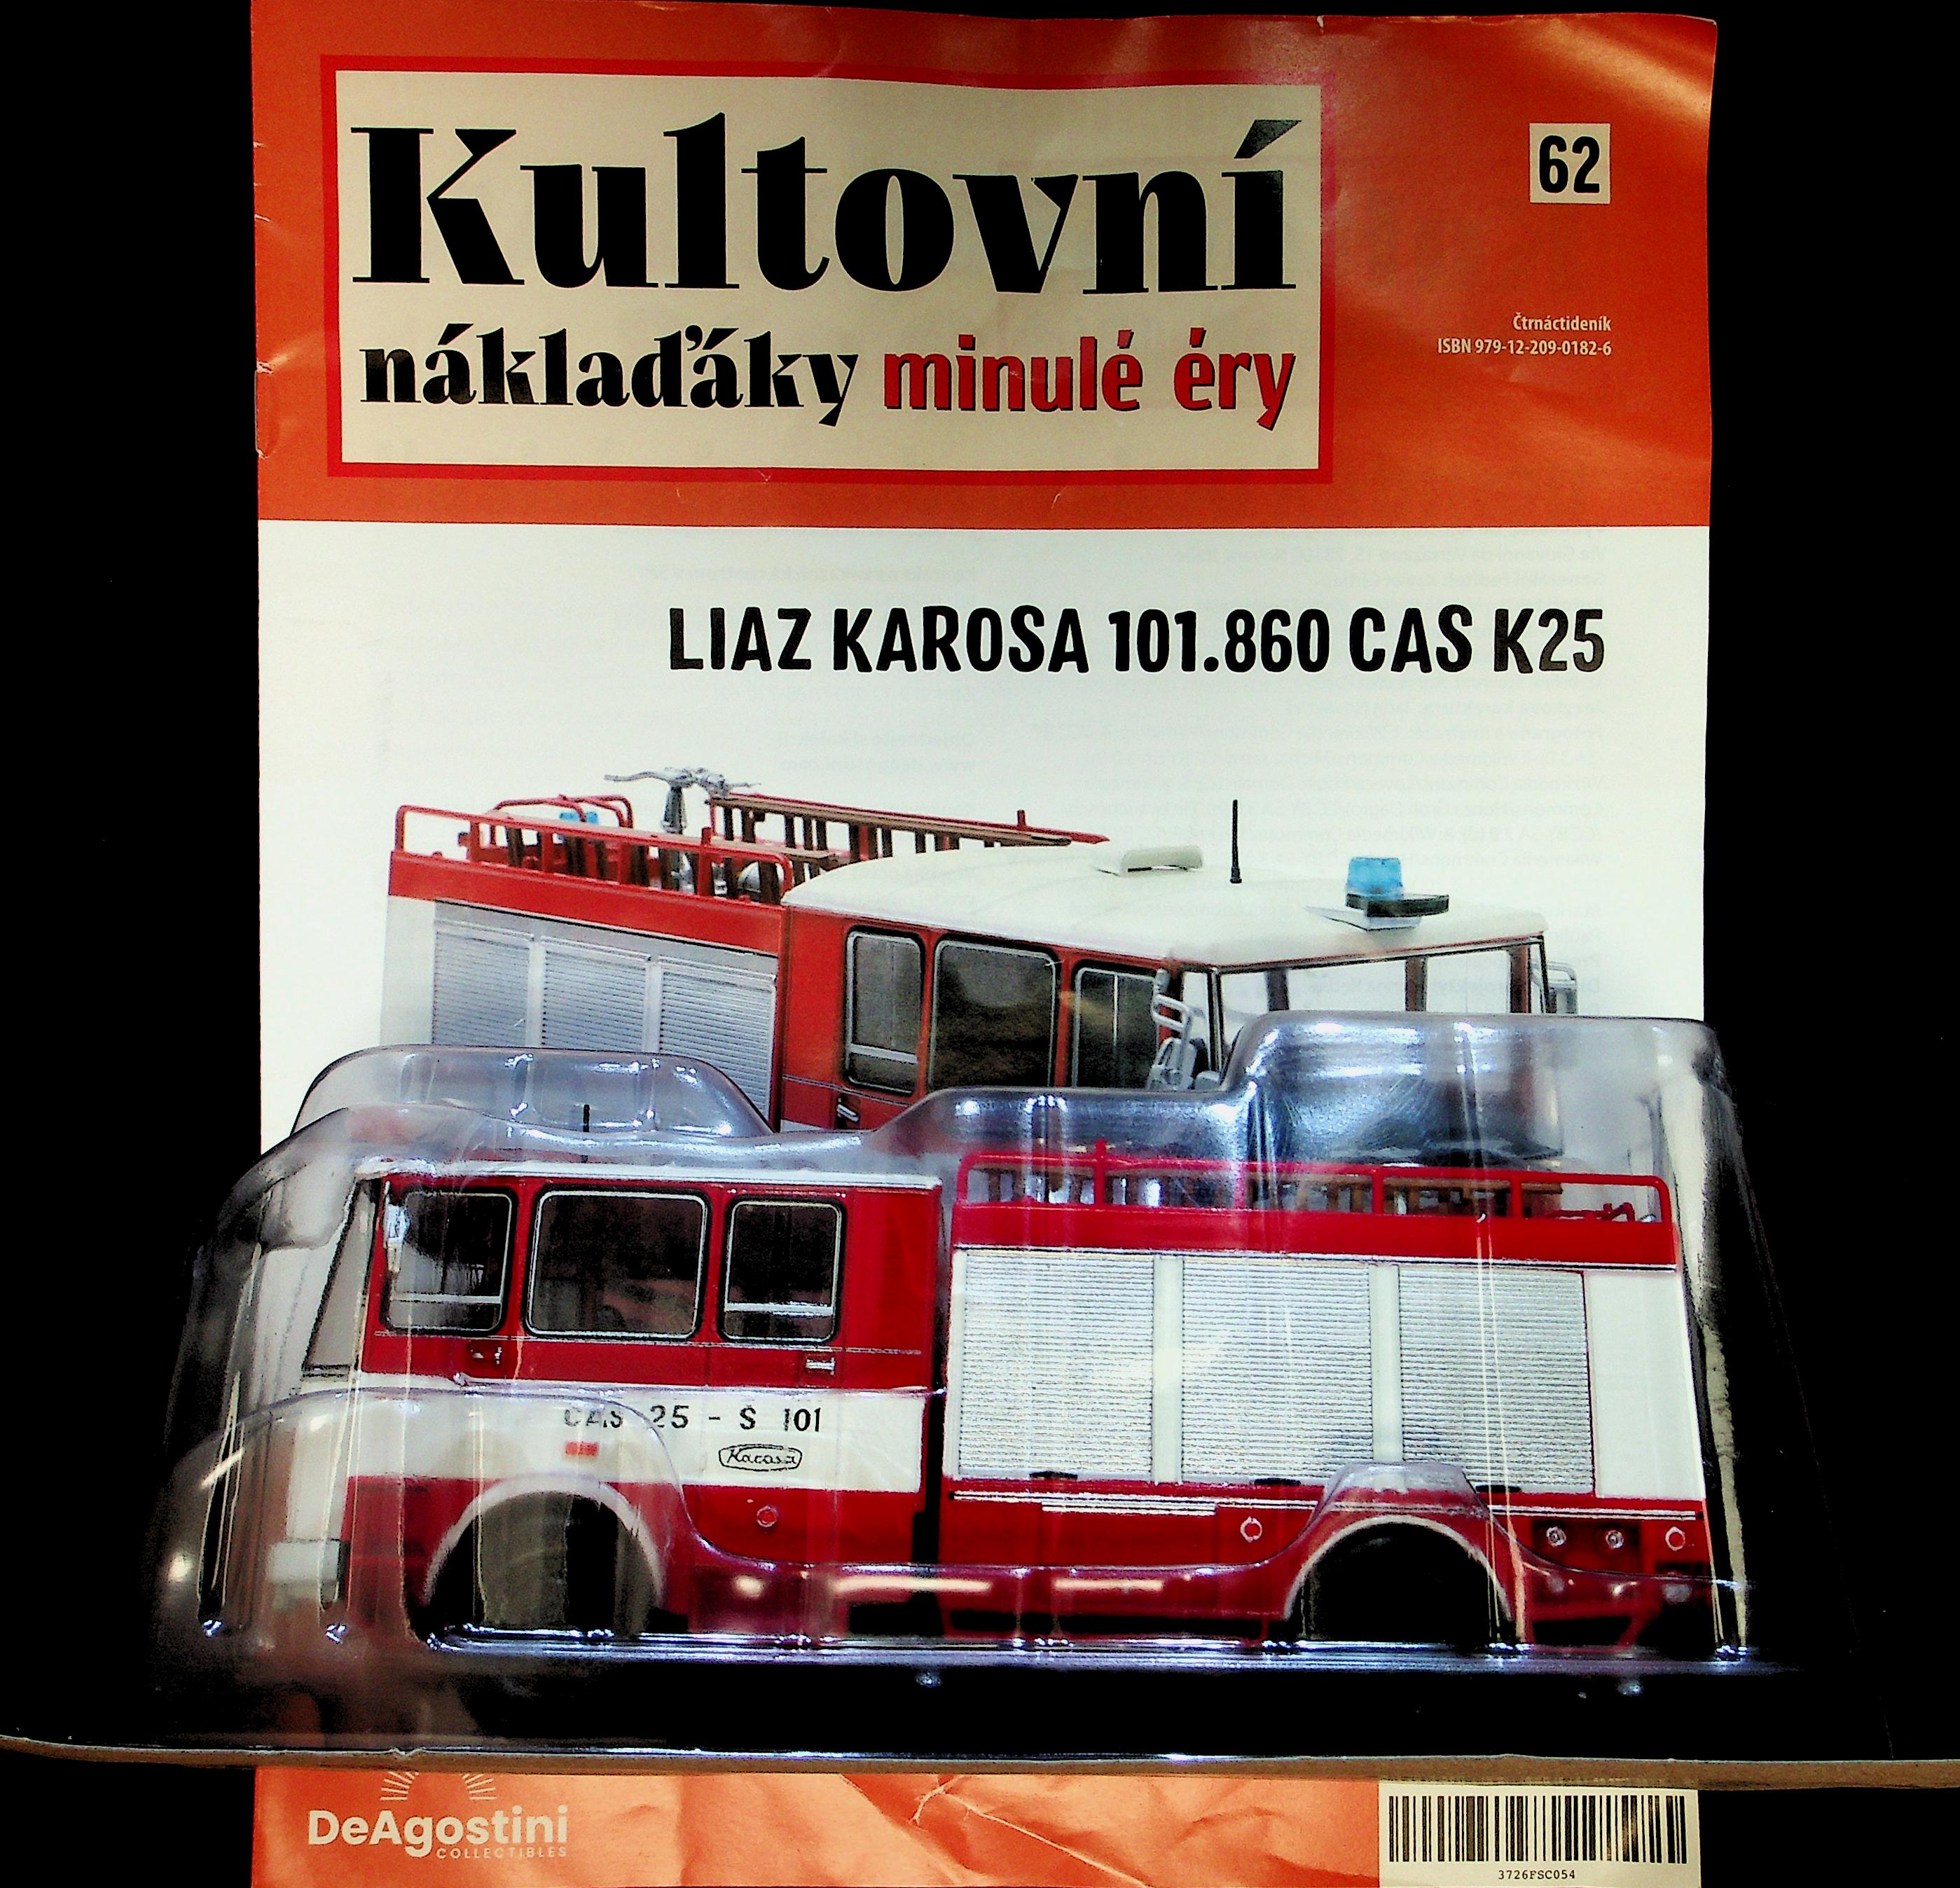 Kultovní
náklaďáky minulé éry
62
Čtrnáctideník
ISBN 979-12-209-0182-6
LIAZ KAROSA 101.860 CAS K25
CAS 25 - S 101
Karosa
DeAgostini
COLLECTIBLES
3726FSC054